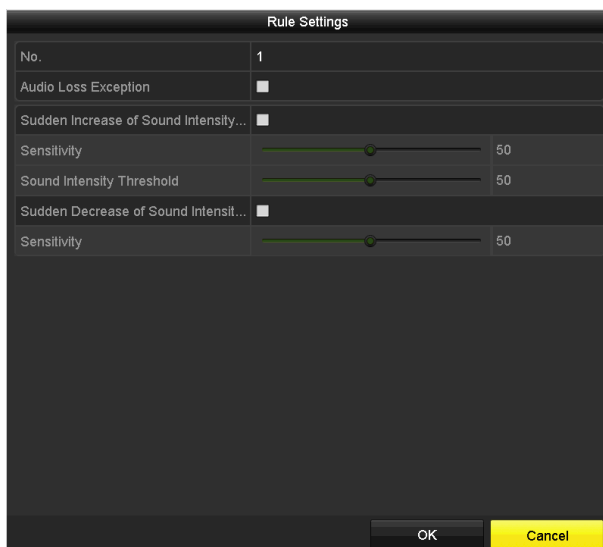 Rule Settings
No. 1
Audio Loss Exception
Sudden Increase of Sound Intensity...
Sensitivity 50
Sound Intensity Threshold 50
Sudden Decrease of Sound Intensit...
Sensitivity 50
OK Cancel